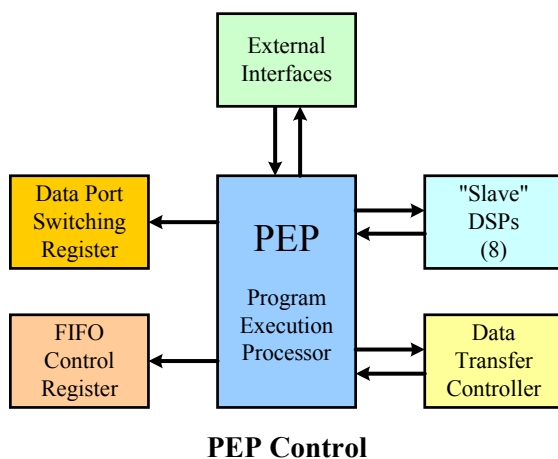 External
Interfaces
Data Port
Switching
Register
PEP
Program
Execution
Processor
"Slave"
DSPs
(8)
FIFO
Control
Register
Data
Transfer
Controller
PEP Control